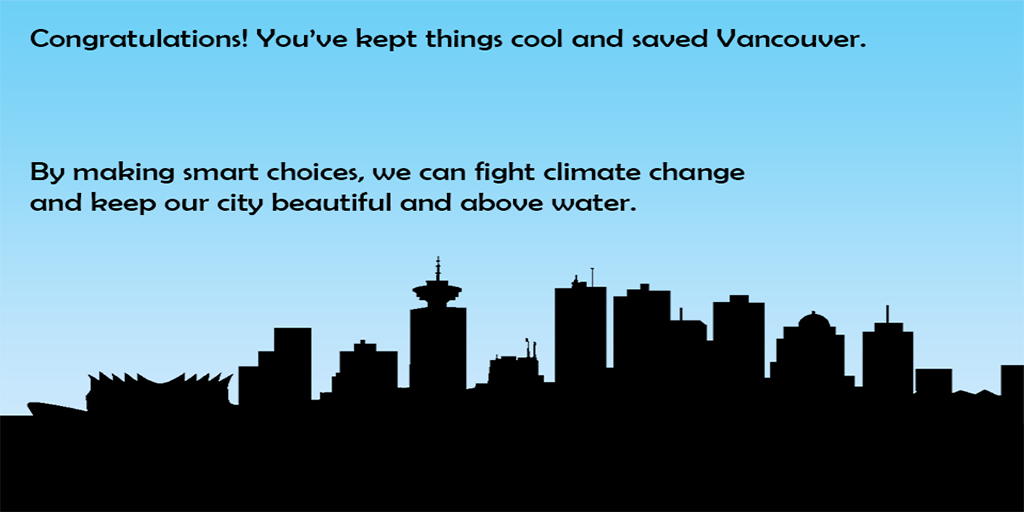 Congratulations! You’ve kept things cool and saved Vancouver.
By making smart choices, we can fight climate change
and keep our city beautiful and above water.